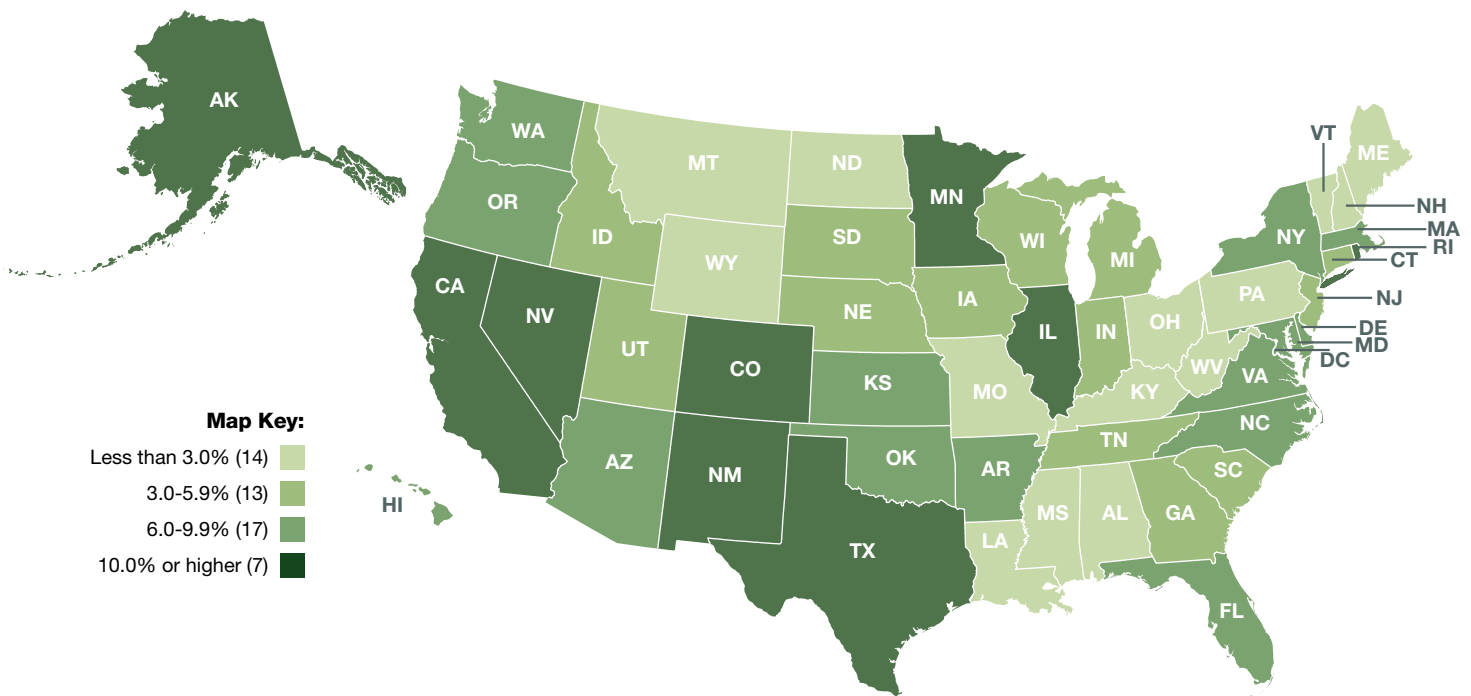 AK
WA
MT
ND
MN
VT
ME
OR
ID
SD
WI
MI
NY
NH
MA
RI
CT
WY
CA
NV
UT
NE
IA
IL
IN
OH
PA
NJ
DE
MD
DC
CO
KS
MO
KY
WV
VA
Map Key:
Less than 3.0% (14)
3.0-5.9% (13)
6.0-9.9% (17)
10.0% or higher (7)
HI
AZ
NM
OK
AR
TN
NC
SC
TX
LA
MS
AL
GA
FL